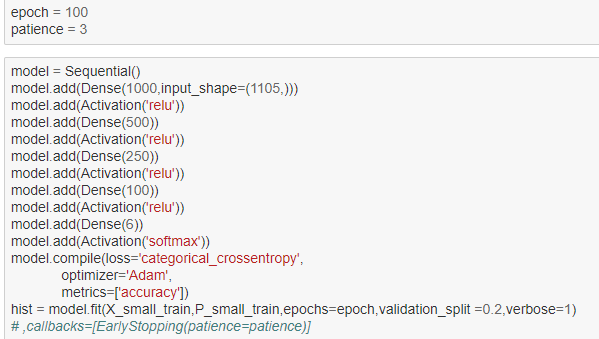 epoch = 100
patience = 3
model = Sequential()
model.add(Dense(1000,input_shape=(1105,)))
model.add(Activation('relu'))
model.add(Dense(500))
model.add(Activation('relu'))
model.add(Dense(250))
model.add(Activation('relu'))
model.add(Dense(100))
model.add(Activation('relu'))
model.add(Dense(6))
model.add(Activation('softmax'))
model.compile(loss='categorical_crossentropy',
optimizer='Adam',
metrics=['accuracy'])
hist = model.fit(X_small_train,P_small_train,epochs=epoch,validation_split =0.2,verbose=1)
# ,callbacks=[EarlyStopping(patience=patience)]